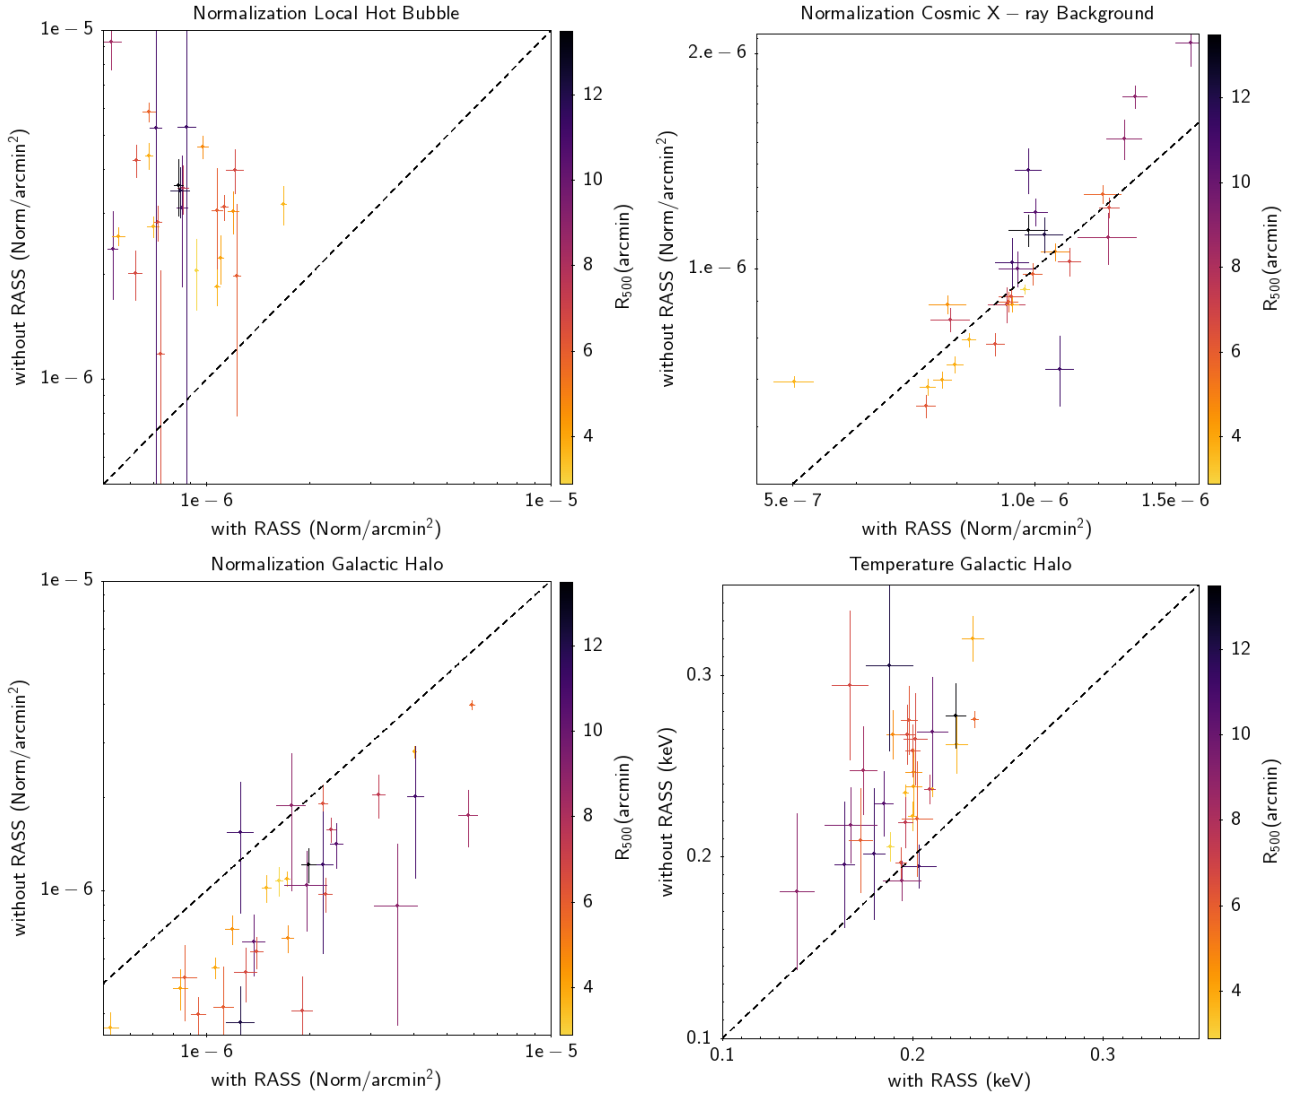 Normalization Local Hot Bubble
1e − 5
1e − 6
1e − 6
1e − 5
without RASS (Norm/arcmin²)
with RASS (Norm/arcmin²)
12
10
8
6
4
R₅₀₀(arcmin)
Normalization Cosmic X − ray Background
2.e − 6
1.e − 6
5.e − 7
1.0e − 6
1.5e − 6
without RASS (Norm/arcmin²)
with RASS (Norm/arcmin²)
12
10
8
6
4
R₅₀₀(arcmin)
Normalization Galactic Halo
1e − 5
1e − 6
1e − 6
1e − 5
without RASS (Norm/arcmin²)
with RASS (Norm/arcmin²)
12
10
8
6
4
R₅₀₀(arcmin)
Temperature Galactic Halo
0.3
0.2
0.1
0.1
0.2
0.3
without RASS (keV)
with RASS (keV)
12
10
8
6
4
R₅₀₀(arcmin)